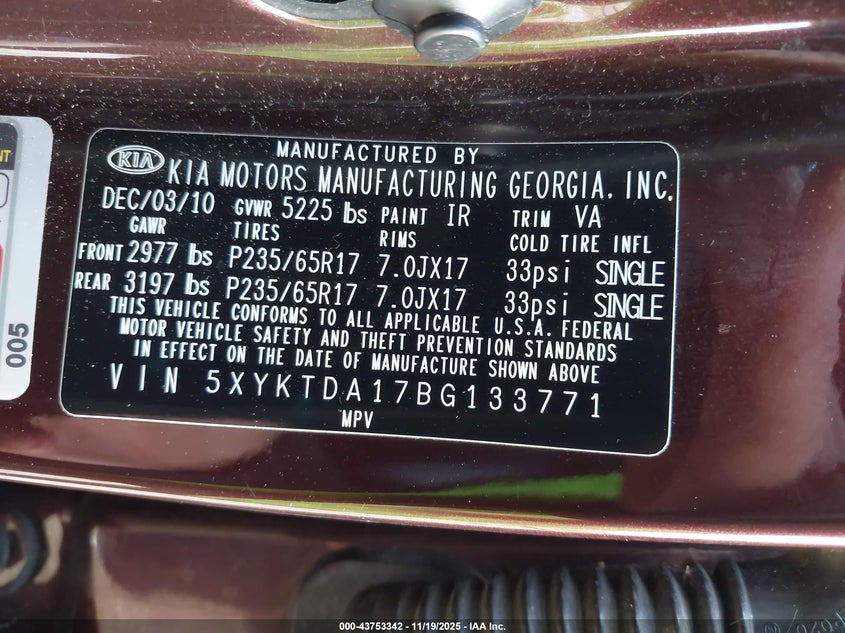 NT
005
MANUFACTURED BY
KIA KIA MOTORS MANUFACTURING GEORGIA, INC.
DEC/03/10 GVWR 5225 lbs PAINT IR TRIM VA
GAWR TIRES RIMS COLD TIRE INFL
FRONT 2977 lbs P235/65R17 7.0JX17 33psi SINGLE
REAR 3197 lbs P235/65R17 7.0JX17 33psi SINGLE
THIS VEHICLE CONFORMS TO ALL APPLICABLE U.S.A. FEDERAL
MOTOR VEHICLE SAFETY AND THEFT PREVENTION STANDARDS
IN EFFECT ON THE DATE OF MANUFACTURE SHOWN ABOVE
VIN 5XYKTDA17BG133771
MPV
000-43753342 - 11/19/2025 - IAA Inc.